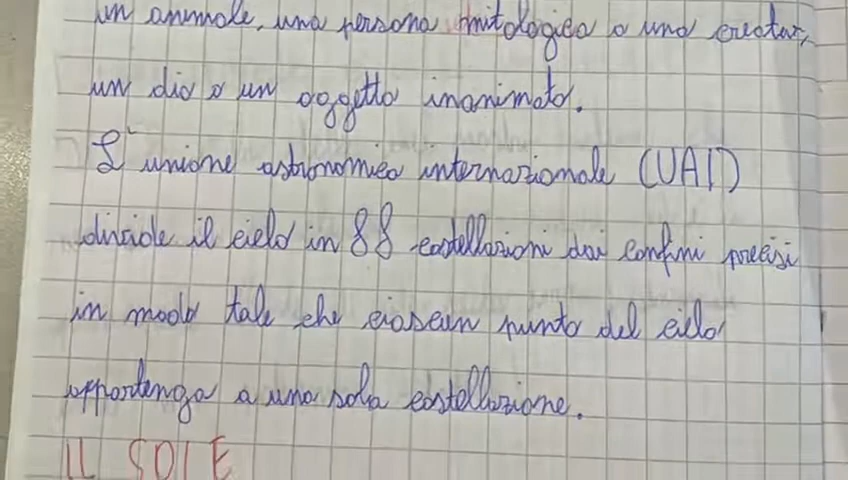 un animale, una persona mitologica o una creatura,
un dio o un oggetto inanimato.
L'unione astronomica internazionale (UAI)
divide il cielo in 88 costellazioni dai confini precisi
in modo tale che ciascun punto del cielo
appartenga a una sola costellazione.
IL SOLE